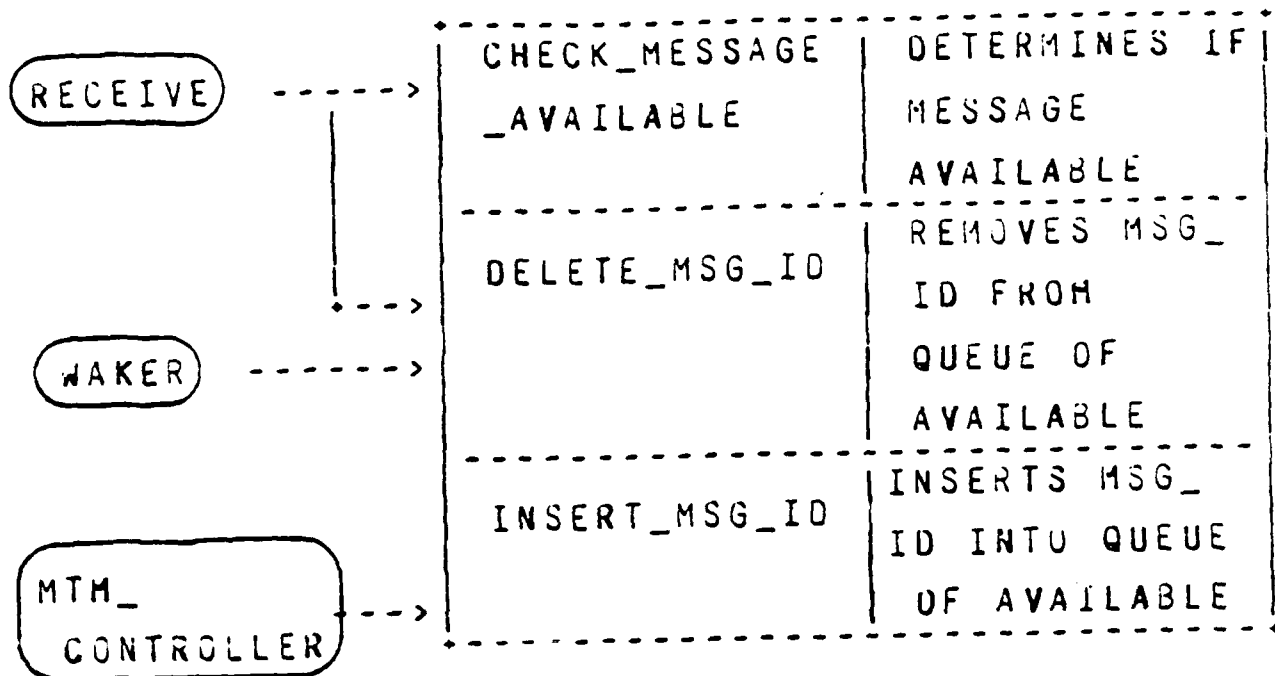 RECEIVE
CHECK_MESSAGE
_AVAILABLE
DETERMINES IF
MESSAGE
AVAILABLE
DELETE_MSG_ID
REMOVES MSG_
ID FROM
QUEUE OF
AVAILABLE
WAKER
INSERT_MSG_ID
INSERTS MSG_
ID INTO QUEUE
OF AVAILABLE
MTM_
CONTROLLER